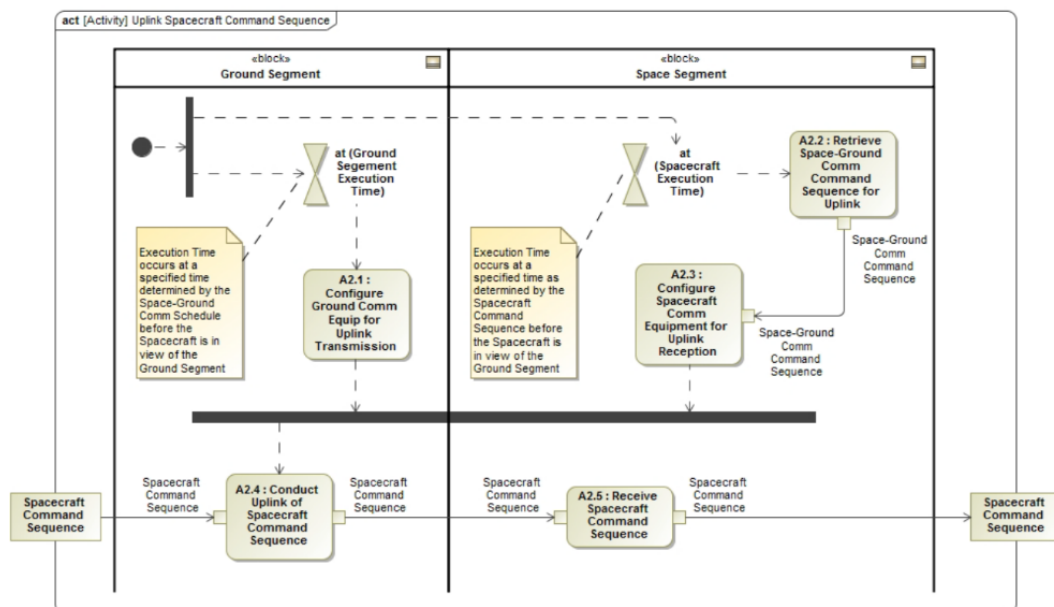 act [Activity] Uplink Spacecraft Command Sequence
«block»
Ground Segment
«block»
Space Segment
at (Ground
Segement
Execution
Time)
at
(Spacecraft
Execution
Time)
A2.2 : Retrieve
Space-Ground
Comm
Command
Sequence for
Uplink
Execution Time
occurs at a
specified time
determined by the
Space-Ground
Comm Schedule
before the
Spacecraft is in
view of the
Ground Segment
A2.1 :
Configure
Ground Comm
Equip for
Uplink
Transmission
Execution Time
occurs at a
specified time as
determined by the
Spacecraft
Command
Sequence before
the Spacecraft is
in view of the
Ground Segment
A2.3 :
Configure
Spacecraft
Comm
Equipment for
Uplink
Reception
Space-Ground
Comm
Command
Sequence
Space-Ground
Comm
Command
Sequence
Spacecraft
Command
Sequence
Spacecraft
Command
Sequence
A2.4 : Conduct
Uplink of
Spacecraft
Command
Sequence
Spacecraft
Command
Sequence
Spacecraft
Command
Sequence
A2.5 : Receive
Spacecraft
Command
Sequence
Spacecraft
Command
Sequence
Spacecraft
Command
Sequence